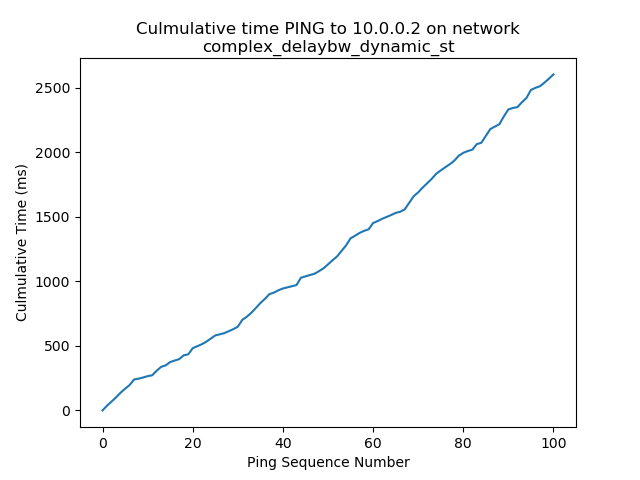 Culmulative time PING to 10.0.0.2 on network
complex_delaybw_dynamic_st
2500
2000
1500
1000
500
0
Culmulative Time (ms)
0 20 40 60 80 100
Ping Sequence Number